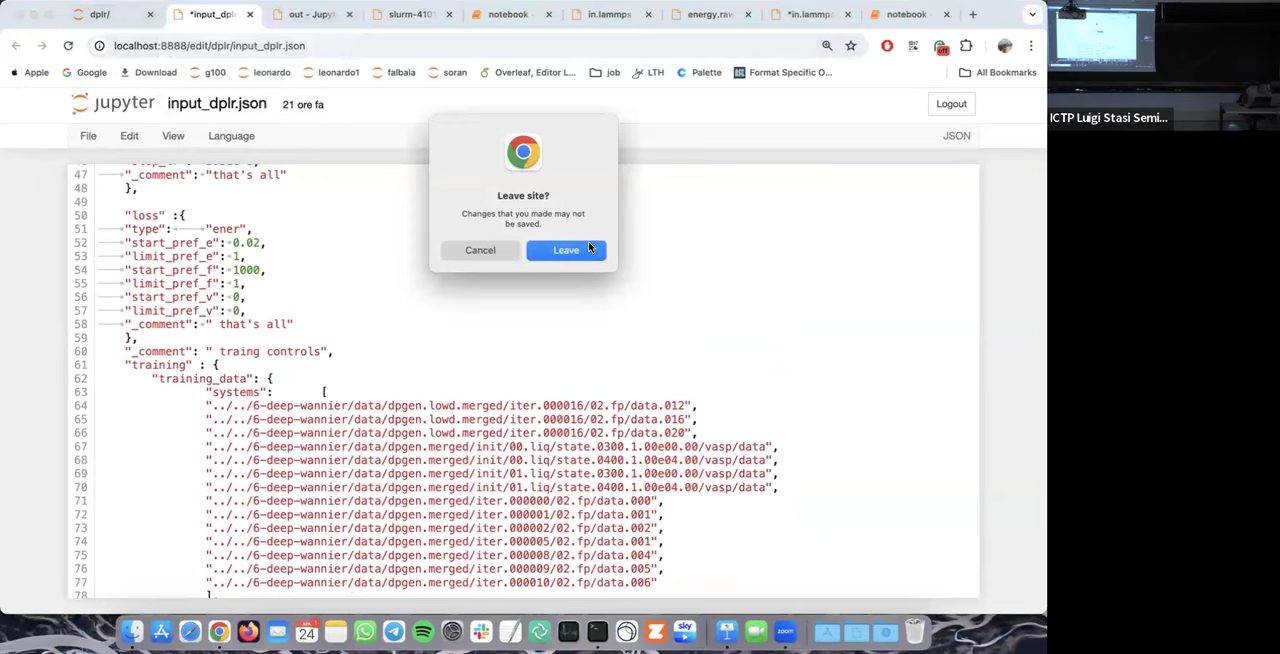 dplr/
*input_dpl
out - Jupyt
slurm-4101
notebook -
in.lammps
energy.raw
*in.lammps
notebook -
localhost:8888/edit/dplr/input_dplr.json
Apple
Google
Download
g100
leonardo
leonardo1
falbala
soran
Overleaf, Editor L...
job
LTH
Palette
Format Specific O...
All Bookmarks
jupyter input_dplr.json 21 ore fa
Logout
File Edit View Language
JSON
47 "_comment": "that's all"
48 },
49
50 "loss" :{
51 "type": "ener",
52 "start_pref_e": 0.02,
53 "limit_pref_e": 1,
54 "start_pref_f": 1000,
55 "limit_pref_f": 1,
56 "start_pref_v": 0,
57 "limit_pref_v": 0,
58 "_comment": " that's all"
59 },
60 "_comment": " traing controls",
61 "training" : {
62 "training_data": {
63 "systems": [
64 "../../6-deep-wannier/data/dpgen.lowd.merged/iter.000016/02.fp/data.012",
65 "../../6-deep-wannier/data/dpgen.lowd.merged/iter.000016/02.fp/data.016",
66 "../../6-deep-wannier/data/dpgen.lowd.merged/iter.000016/02.fp/data.020",
67 "../../6-deep-wannier/data/dpgen.merged/init/00.liq/state.0300.1.00e00.00/vasp/data",
68 "../../6-deep-wannier/data/dpgen.merged/init/00.liq/state.0400.1.00e04.00/vasp/data",
69 "../../6-deep-wannier/data/dpgen.merged/init/01.liq/state.0300.1.00e00.00/vasp/data",
70 "../../6-deep-wannier/data/dpgen.merged/init/01.liq/state.0400.1.00e04.00/vasp/data",
71 "../../6-deep-wannier/data/dpgen.merged/iter.000000/02.fp/data.000",
72 "../../6-deep-wannier/data/dpgen.merged/iter.000001/02.fp/data.001",
73 "../../6-deep-wannier/data/dpgen.merged/iter.000002/02.fp/data.002",
74 "../../6-deep-wannier/data/dpgen.merged/iter.000005/02.fp/data.001",
75 "../../6-deep-wannier/data/dpgen.merged/iter.000008/02.fp/data.004",
76 "../../6-deep-wannier/data/dpgen.merged/iter.000009/02.fp/data.005",
77 "../../6-deep-wannier/data/dpgen.merged/iter.000010/02.fp/data.006"
78 ],
Leave site?
Changes that you made may not
be saved.
Cancel
Leave
ICTP Luigi Stasi Semi...
24
sky
zoom
off